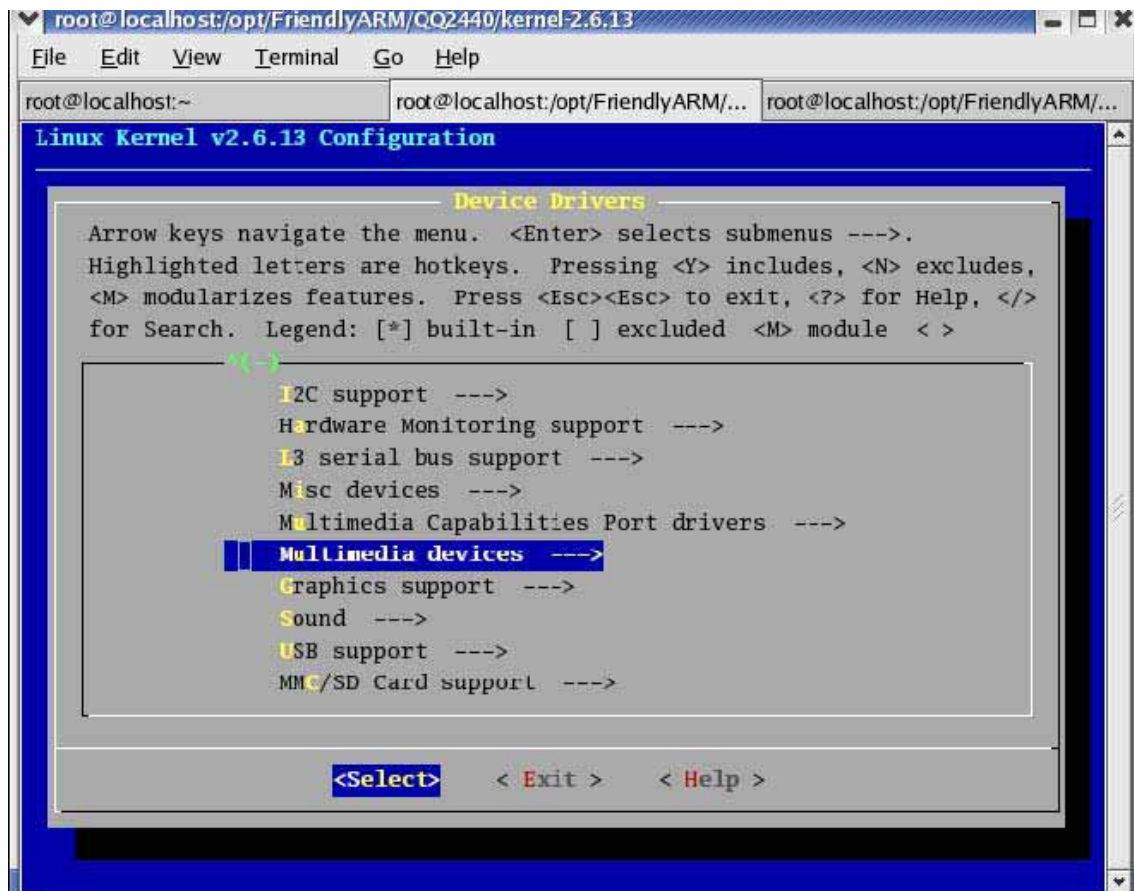 root@localhost:/opt/FriendlyARM/QQ2440/kernel-2.6.13
File Edit View Terminal Go Help
root@localhost:~ root@localhost:/opt/FriendlyARM/... root@localhost:/opt/FriendlyARM/...
Linux Kernel v2.6.13 Configuration
Device Drivers
Arrow keys navigate the menu. <Enter> selects submenus --->.
Highlighted letters are hotkeys. Pressing <Y> includes, <N> excludes,
<M> modularizes features. Press <Esc><Esc> to exit, <?> for Help, </>
for Search. Legend: [*] built-in [ ] excluded <M> module < >
^(-)
I2C support --->
Hardware Monitoring support --->
L3 serial bus support --->
Misc devices --->
Multimedia Capabilities Port drivers --->
Multimedia devices --->
Graphics support --->
Sound --->
USB support --->
MMC/SD Card support --->
<Select> < Exit > < Help >